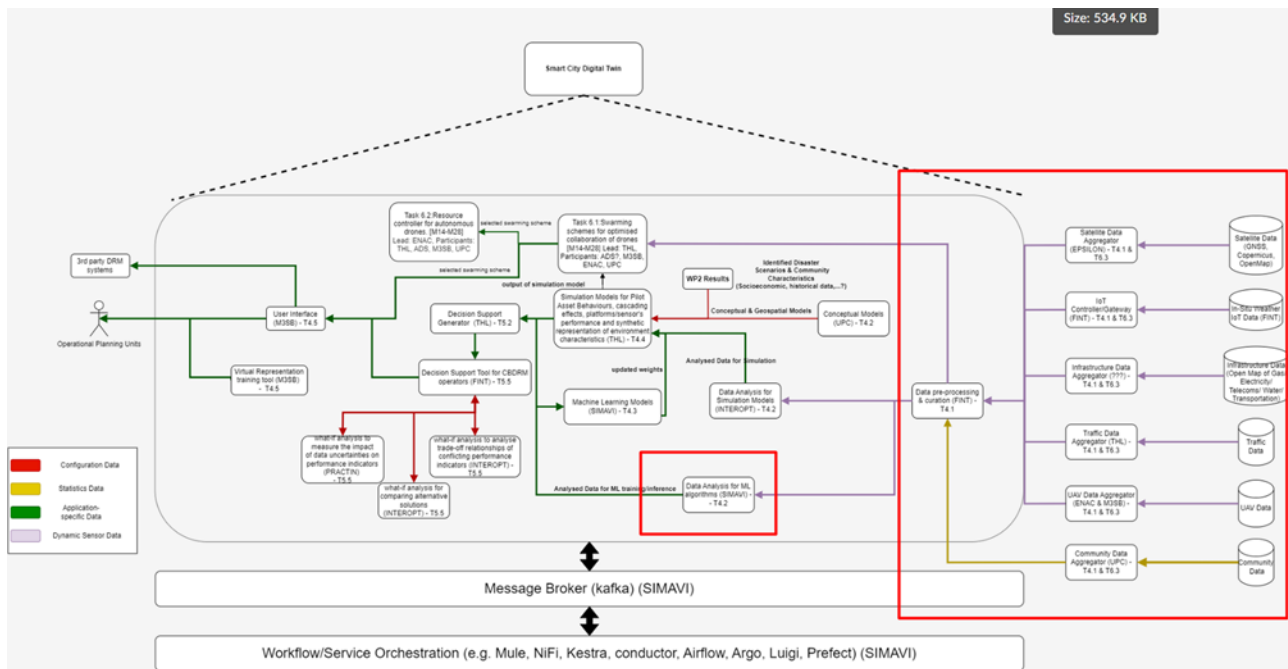 Size: 534.9 KB
Smart City Digital Twin
Task 6.2:Resource
controller for autonomous
drones. [M14-M28]
Lead: ENAC, Participants:
THL, ADS, M3SB, UPC
selected swarming scheme
Task 6.1:Swarming
schemes for optimised
collaboration of drones
[M14-M28] Lead: THL,
Participants: ADS?, M3SB,
ENAC, UPC
selected swarming scheme
output of simulation model
3rd party DRM
systems
Operational Planning Units
User Interface
(M3SB) - T4.5
Virtual Representation
training tool (M3SB)
- T4.5
Decision Support
Generator (THL) - T5.2
Decision Support Tool for CBDRM
operators (FINT) - T5.5
Simulation Models for Pilot
Asset Behaviours, cascading
effects, platforms/sensor's
performance and synthetic
representation of environment
characteristics (THL) - T4.4
WP2 Results
Identified Disaster
Scenarios & Community
Characteristics
(Socioeconomic, historical data,...?)
Conceptual & Geospatial Models
Conceptual Models
(UPC) - T4.2
Analysed Data for Simulation
updated weights
Machine Learning Models
(SIMAVI) - T4.3
Data Analysis for
Simulation Models
(INTEROPT) - T4.2
Data pre-processing
& curation (FINT) -
T4.1
what-if analysis to
measure the impact
of data uncertainties on
performance indicators
(PRACTIN)
- T5.5
what-if analysis for
comparing alternative
solutions
(INTEROPT) - T5.5
what-if analysis to analyse
trade-off relationships of
conflicting performance
indicators (INTEROPT) -
T5.5
Analysed Data for ML training/inference
Data Analysis for ML
algorithms (SIMAVI) -
T4.2
Satellite Data
Aggregator
(EPSILON) - T4.1 &
T6.3
Satellite Data
(GNSS,
Copernicus,
OpenMap)
IoT
Controller/Gateway
(FINT) - T4.1 & T6.3
In-Situ Weather
IoT Data (FINT)
Infrastructure Data
Aggregator (???) -
T4.1 & T6.3
Infrastructure Data
(Open Map of Gas/
Electricity/
Telecoms/ Water/
Transportation)
Traffic Data
Aggregator (THL) -
T4.1 & T6.3
Traffic
Data
UAV Data Aggregator
(ENAC & M3SB) -
T4.1 & T6.3
UAV Data
Community Data
Aggregator (UPC) -
T4.1 & T6.3
Community
Data
Configuration Data
Statistics Data
Application-
specific Data
Dynamic Sensor Data
Message Broker (kafka) (SIMAVI)
Workflow/Service Orchestration (e.g. Mule, NiFi, Kestra, conductor, Airflow, Argo, Luigi, Prefect) (SIMAVI)